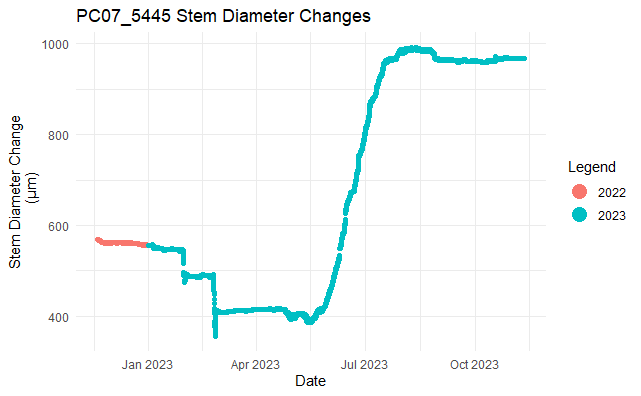 PC07_5445 Stem Diameter Changes
1000
800
600
400
Stem Diameter Change
(μm)
Jan 2023
Apr 2023
Jul 2023
Oct 2023
Date
Legend
2022
2023